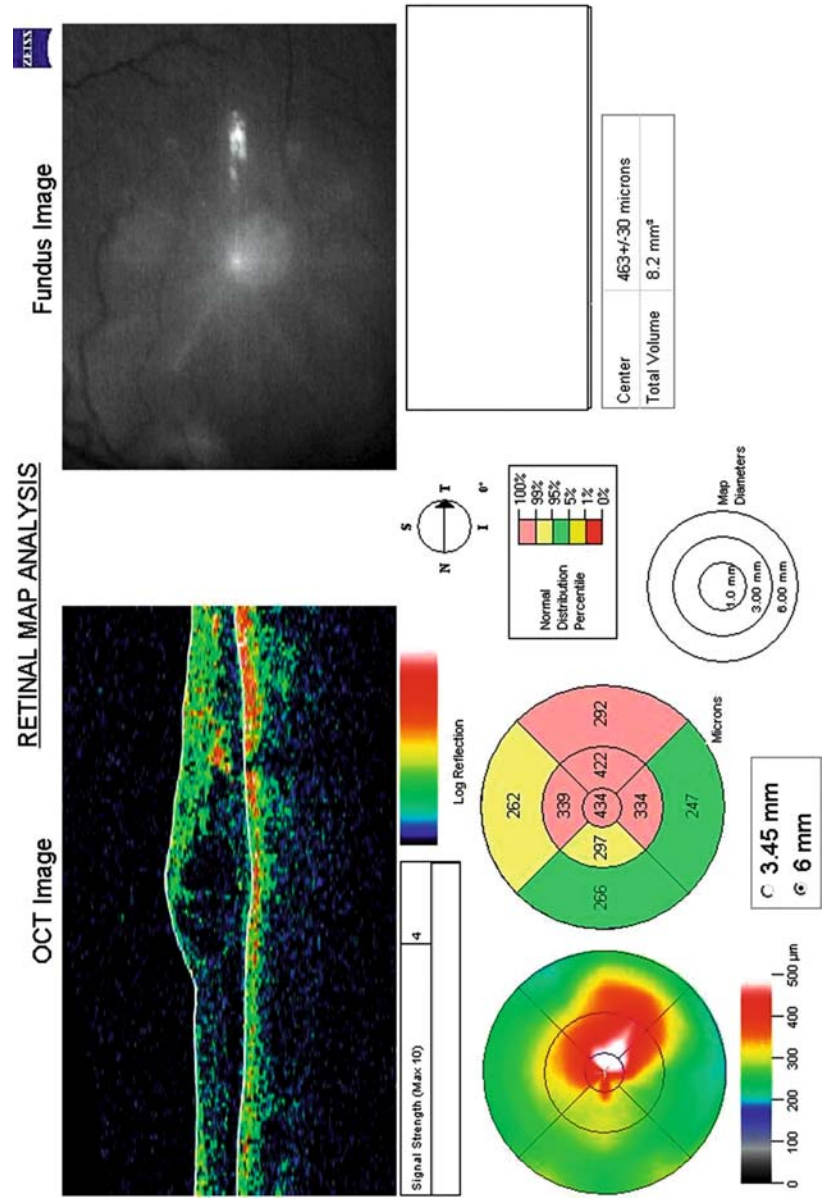 ZEISS
RETINAL MAP ANALYSIS
OCT Image
Fundus Image
Signal Strength (Max 10)
4
Log Reflection
S
N
T
I
0°
Normal
Distribution
Percentile
100%
99%
95%
5%
1%
0%
262
339
266
297
434
422
292
334
247
Microns
1.0 mm
3.00 mm
6.00 mm
Map
Diameters
0
100
200
300
400
500 µm
3.45 mm
6 mm
Center 463+/-30 microns
Total Volume 8.2 mm³